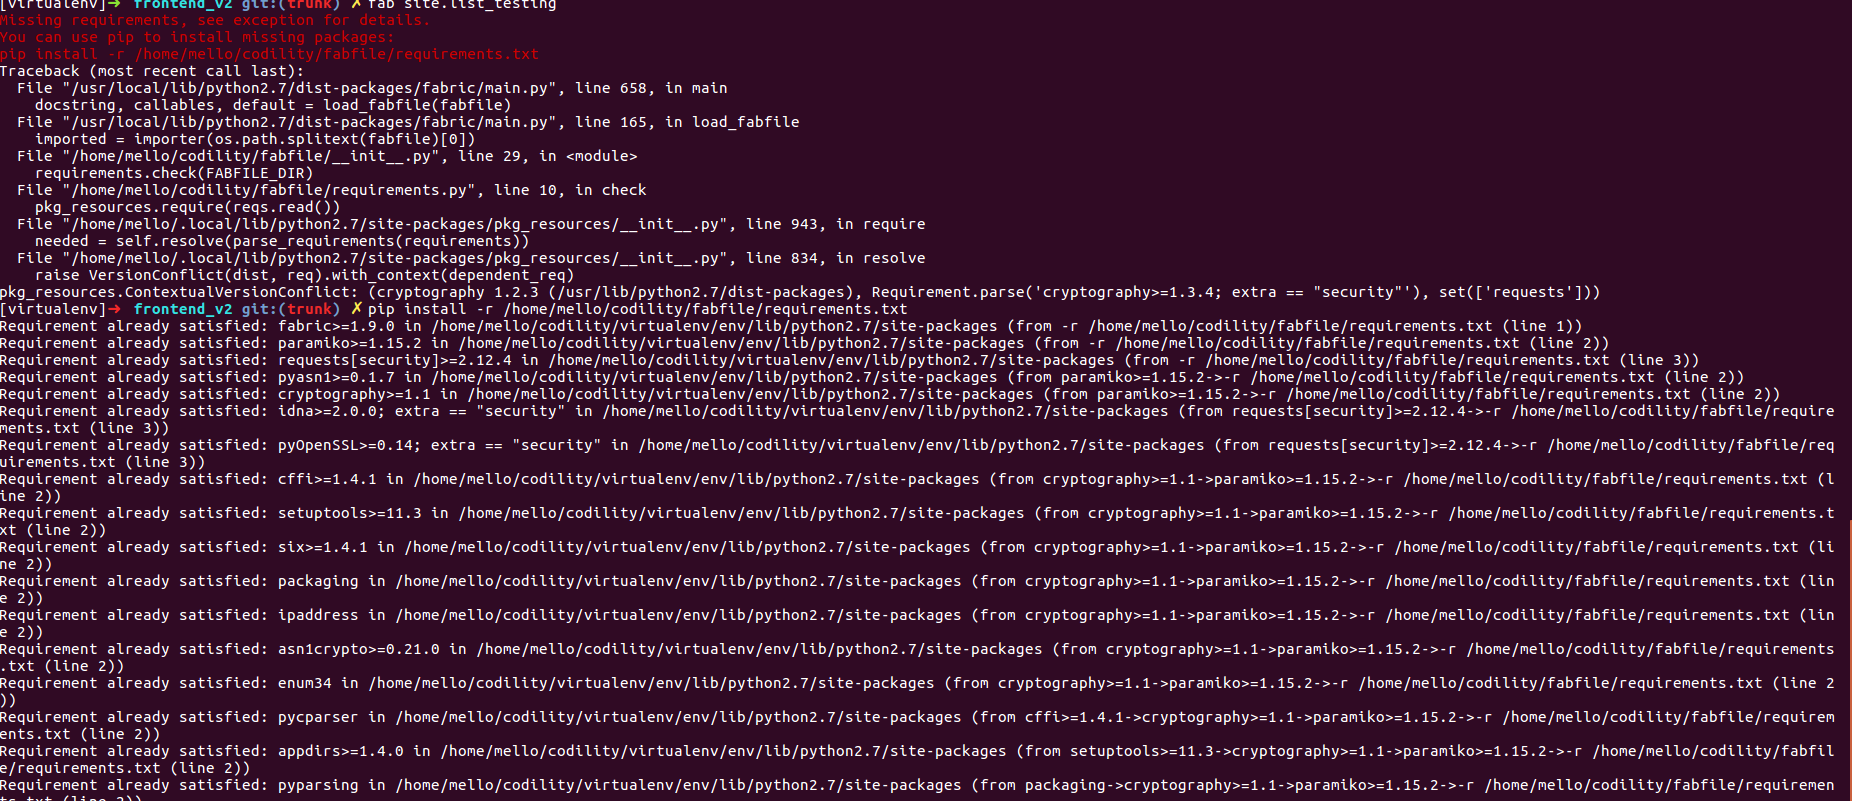 [virtualenv]➜  frontend_v2 git:(trunk) ✗ fab site.list_testing
Missing requirements, see exception for details.
You can use pip to install missing packages:
pip install -r /home/mello/codility/fabfile/requirements.txt
Traceback (most recent call last):
  File "/usr/local/lib/python2.7/dist-packages/fabric/main.py", line 658, in main
    docstring, callables, default = load_fabfile(fabfile)
  File "/usr/local/lib/python2.7/dist-packages/fabric/main.py", line 165, in load_fabfile
    imported = importer(os.path.splitext(fabfile)[0])
  File "/home/mello/codility/fabfile/__init__.py", line 29, in <module>
    requirements.check(FABFILE_DIR)
  File "/home/mello/codility/fabfile/requirements.py", line 10, in check
    pkg_resources.require(reqs.read())
  File "/home/mello/.local/lib/python2.7/site-packages/pkg_resources/__init__.py", line 943, in require
    needed = self.resolve(parse_requirements(requirements))
  File "/home/mello/.local/lib/python2.7/site-packages/pkg_resources/__init__.py", line 834, in resolve
    raise VersionConflict(dist, req).with_context(dependent_req)
pkg_resources.ContextualVersionConflict: (cryptography 1.2.3 (/usr/lib/python2.7/dist-packages), Requirement.parse('cryptography>=1.3.4; extra == "security"'), set(['requests']))
[virtualenv]➜  frontend_v2 git:(trunk) ✗ pip install -r /home/mello/codility/fabfile/requirements.txt
Requirement already satisfied: fabric>=1.9.0 in /home/mello/codility/virtualenv/env/lib/python2.7/site-packages (from -r /home/mello/codility/fabfile/requirements.txt (line 1))
Requirement already satisfied: paramiko>=1.15.2 in /home/mello/codility/virtualenv/env/lib/python2.7/site-packages (from -r /home/mello/codility/fabfile/requirements.txt (line 2))
Requirement already satisfied: requests[security]>=2.12.4 in /home/mello/codility/virtualenv/env/lib/python2.7/site-packages (from -r /home/mello/codility/fabfile/requirements.txt (line 3))
Requirement already satisfied: pyasn1>=0.1.7 in /home/mello/codility/virtualenv/env/lib/python2.7/site-packages (from paramiko>=1.15.2->-r /home/mello/codility/fabfile/requirements.txt (line 2))
Requirement already satisfied: cryptography>=1.1 in /home/mello/codility/virtualenv/env/lib/python2.7/site-packages (from paramiko>=1.15.2->-r /home/mello/codility/fabfile/requirements.txt (line 2))
Requirement already satisfied: idna>=2.0.0; extra == "security" in /home/mello/codility/virtualenv/env/lib/python2.7/site-packages (from requests[security]>=2.12.4->-r /home/mello/codility/fabfile/require
ments.txt (line 3))
Requirement already satisfied: pyOpenSSL>=0.14; extra == "security" in /home/mello/codility/virtualenv/env/lib/python2.7/site-packages (from requests[security]>=2.12.4->-r /home/mello/codility/fabfile/req
uirements.txt (line 3))
Requirement already satisfied: cffi>=1.4.1 in /home/mello/codility/virtualenv/env/lib/python2.7/site-packages (from cryptography>=1.1->paramiko>=1.15.2->-r /home/mello/codility/fabfile/requirements.txt (l
ine 2))
Requirement already satisfied: setuptools>=11.3 in /home/mello/codility/virtualenv/env/lib/python2.7/site-packages (from cryptography>=1.1->paramiko>=1.15.2->-r /home/mello/codility/fabfile/requirements.t
xt (line 2))
Requirement already satisfied: six>=1.4.1 in /home/mello/codility/virtualenv/env/lib/python2.7/site-packages (from cryptography>=1.1->paramiko>=1.15.2->-r /home/mello/codility/fabfile/requirements.txt (li
ne 2))
Requirement already satisfied: packaging in /home/mello/codility/virtualenv/env/lib/python2.7/site-packages (from cryptography>=1.1->paramiko>=1.15.2->-r /home/mello/codility/fabfile/requirements.txt (lin
e 2))
Requirement already satisfied: ipaddress in /home/mello/codility/virtualenv/env/lib/python2.7/site-packages (from cryptography>=1.1->paramiko>=1.15.2->-r /home/mello/codility/fabfile/requirements.txt (lin
e 2))
Requirement already satisfied: asn1crypto>=0.21.0 in /home/mello/codility/virtualenv/env/lib/python2.7/site-packages (from cryptography>=1.1->paramiko>=1.15.2->-r /home/mello/codility/fabfile/requirements
.txt (line 2))
Requirement already satisfied: enum34 in /home/mello/codility/virtualenv/env/lib/python2.7/site-packages (from cryptography>=1.1->paramiko>=1.15.2->-r /home/mello/codility/fabfile/requirements.txt (line 2
))
Requirement already satisfied: pycparser in /home/mello/codility/virtualenv/env/lib/python2.7/site-packages (from cffi>=1.4.1->cryptography>=1.1->paramiko>=1.15.2->-r /home/mello/codility/fabfile/requirem
ents.txt (line 2))
Requirement already satisfied: appdirs>=1.4.0 in /home/mello/codility/virtualenv/env/lib/python2.7/site-packages (from setuptools>=11.3->cryptography>=1.1->paramiko>=1.15.2->-r /home/mello/codility/fabfil
e/requirements.txt (line 2))
Requirement already satisfied: pyparsing in /home/mello/codility/virtualenv/env/lib/python2.7/site-packages (from packaging->cryptography>=1.1->paramiko>=1.15.2->-r /home/mello/codility/fabfile/requiremen
ts.txt (line 2))